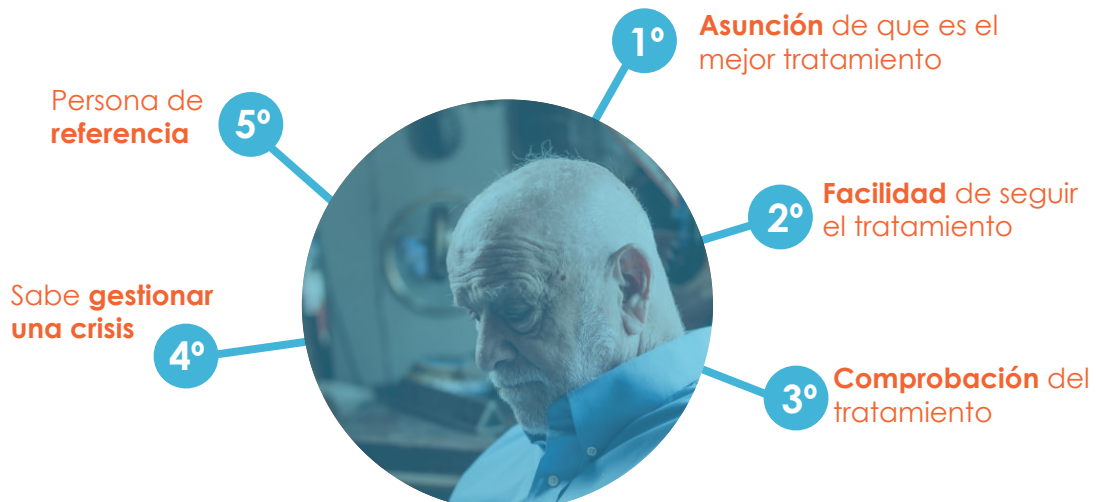 1º
Asunción de que es el
mejor tratamiento
2º
Facilidad de seguir
el tratamiento
3º
Comprobación del
tratamiento
4º
Sabe gestionar
una crisis
5º
Persona de
referencia